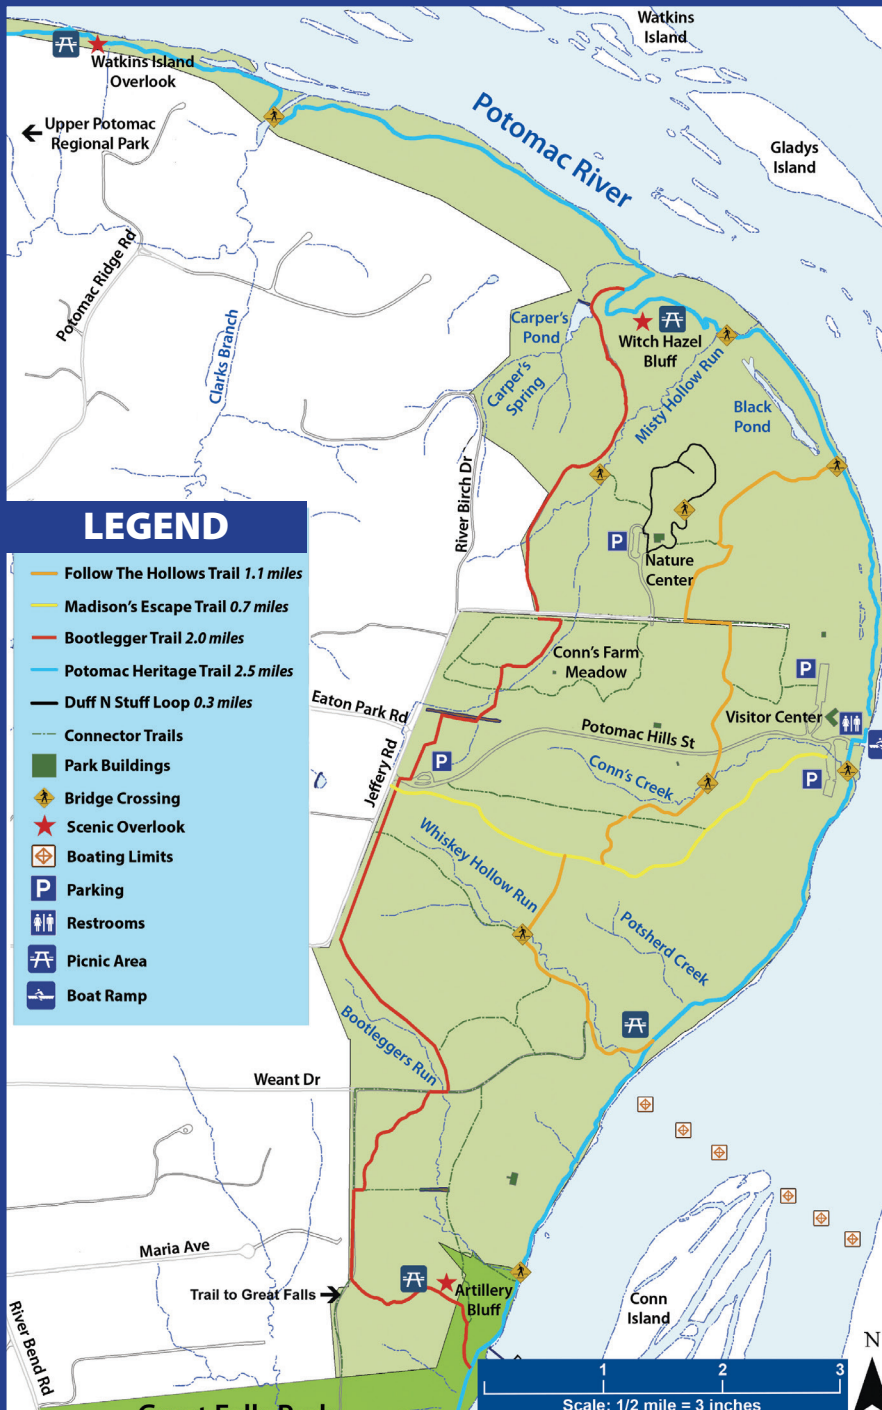 Watkins
Island
Watkins Island
Overlook
Upper Potomac
Regional Park
Potomac River
Gladys
Island
Potomac Ridge Rd
Clarks Branch
Carper's
Pond
Carper's
Spring
Witch Hazel
Bluff
Misty Hollow Run
Black
Pond
River Birch Dr
P
Nature
Center
LEGEND
Follow The Hollows Trail 1.1 miles
Madison's Escape Trail 0.7 miles
Bootlegger Trail 2.0 miles
Potomac Heritage Trail 2.5 miles
Duff N Stuff Loop 0.3 miles
Connector Trails
Park Buildings
Bridge Crossing
Scenic Overlook
Boating Limits
P Parking
Restrooms
Picnic Area
Boat Ramp
Conn's Farm
Meadow
P
Eaton Park Rd
Visitor Center
Potomac Hills St
Jeffery Rd
P
Conn's Creek
P
Whiskey Hollow Run
Potsherd Creek
Bootleggers Run
Weant Dr
Maria Ave
Trail to Great Falls
Artillery
Bluff
Conn
Island
River Bend Rd
N
1 2 3
Scale: 1/2 mile = 3 inches